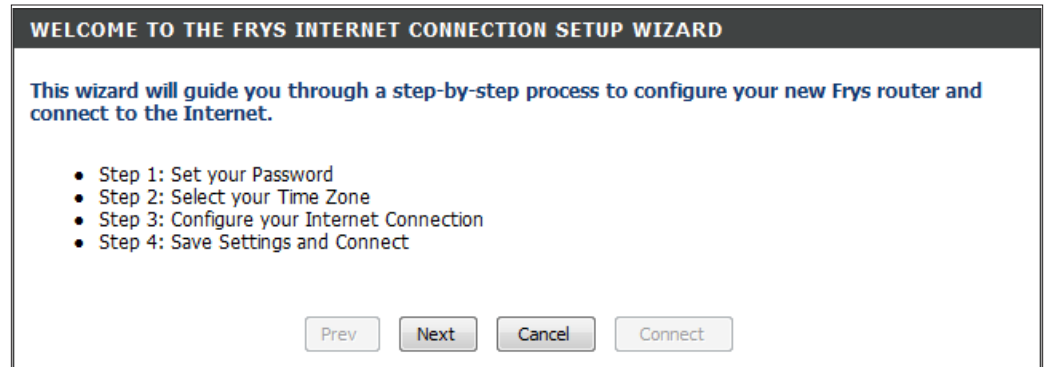 WELCOME TO THE FRYS INTERNET CONNECTION SETUP WIZARD
This wizard will guide you through a step-by-step process to configure your new Frys router and
connect to the Internet.
• Step 1: Set your Password
• Step 2: Select your Time Zone
• Step 3: Configure your Internet Connection
• Step 4: Save Settings and Connect
Prev Next Cancel Connect